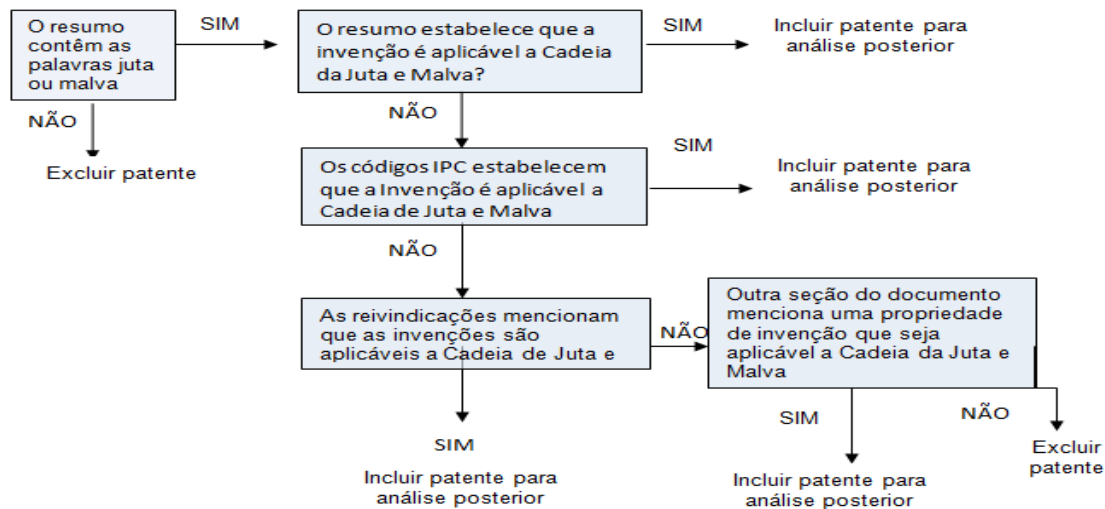 O resumo
contêm as
palavras juta
ou malva
SIM
O resumo estabelece que a
invenção é aplicável a Cadeia
da Juta e Malva?
SIM
Incluir patente para
análise posterior
NÃO
Excluir patente
NÃO
Os códigos IPC estabelecem
que a Invenção é aplicável a
Cadeia de Juta e Malva
SIM
Incluir patente para
análise posterior
NÃO
As reivindicações mencionam
que as invenções são
aplicáveis a Cadeia de Juta e
NÃO
Outra seção do documento
menciona uma propriedade
de invenção que seja
aplicável a Cadeia da Juta e
Malva
SIM
Incluir patente para
análise posterior
SIM
Incluir patente para
análise posterior
NÃO
Excluir
patente